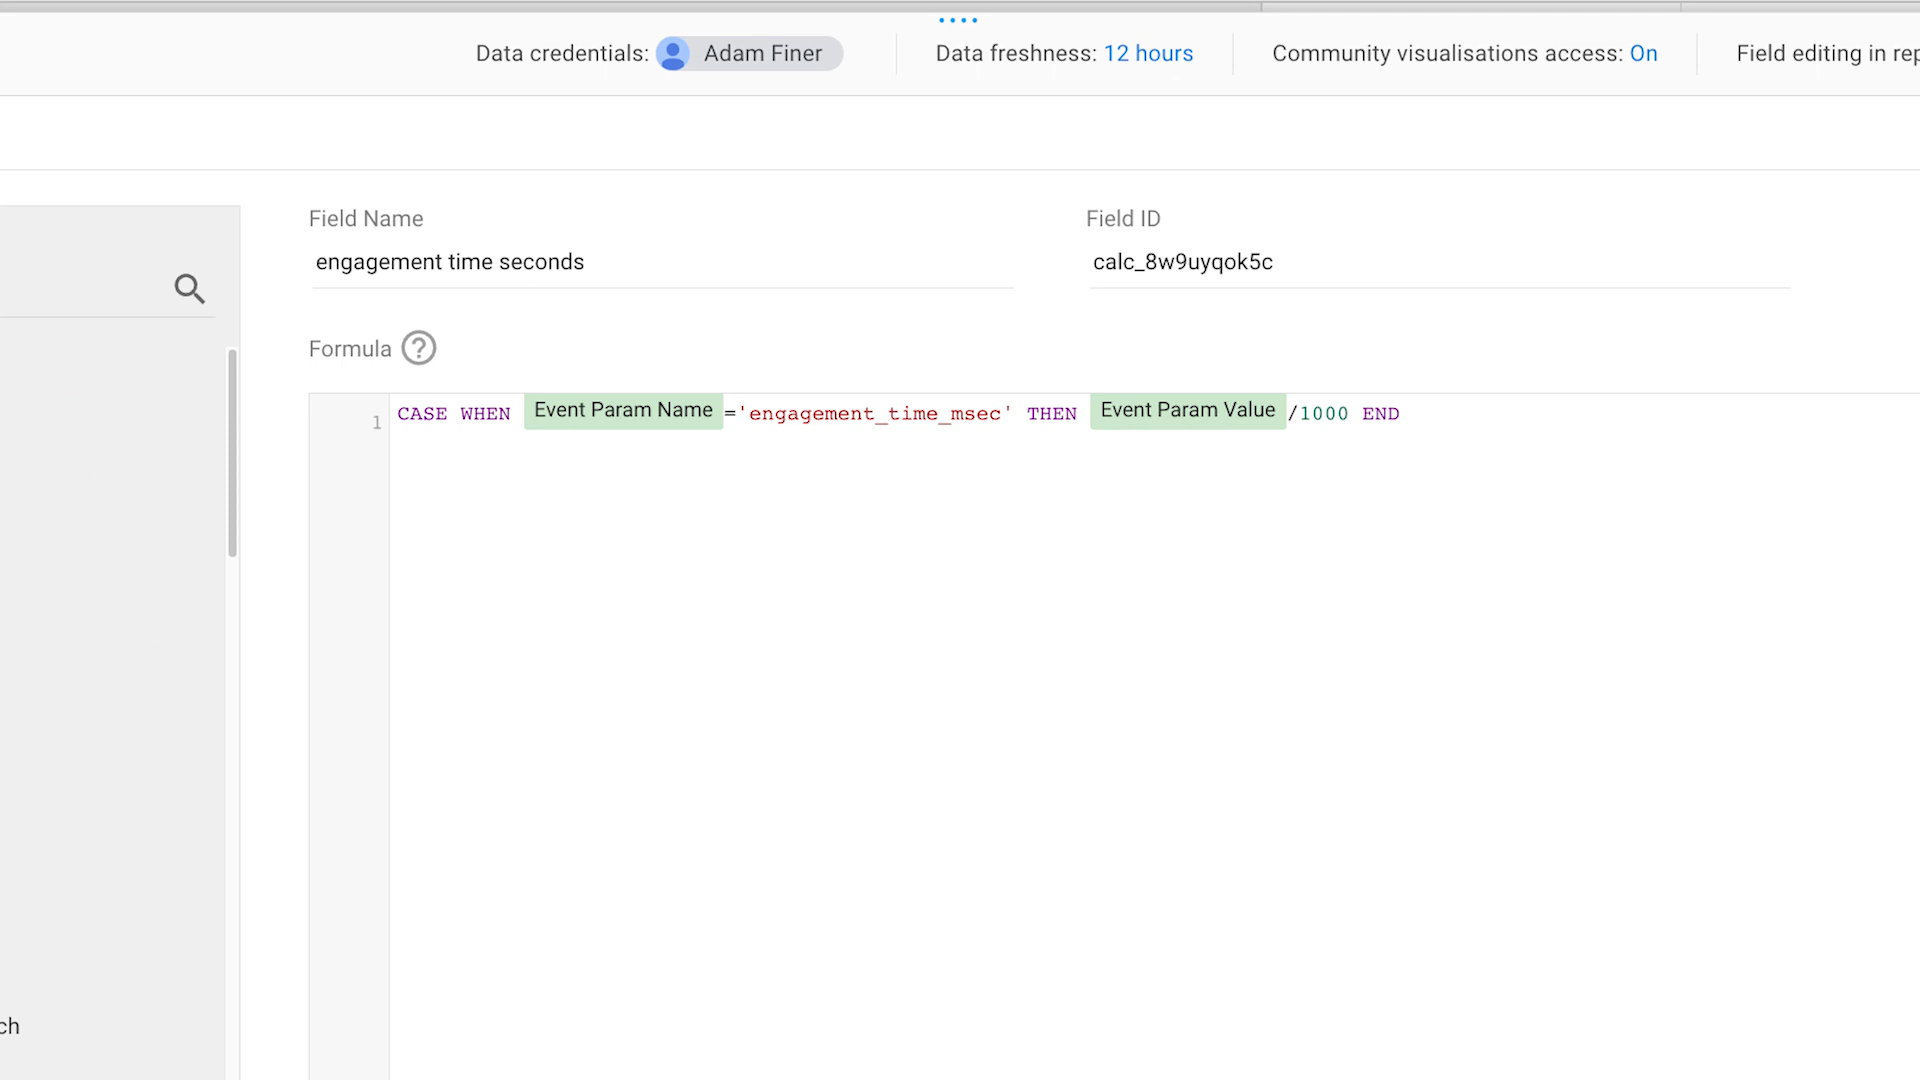 Data credentials: Adam Finer Data freshness: 12 hours Community visualisations access: On Field editing in rep
Field Name Field ID
engagement time seconds calc_8w9uyqok5c
Formula ?
1 CASE WHEN Event Param Name ='engagement_time_msec' THEN Event Param Value /1000 END
ch